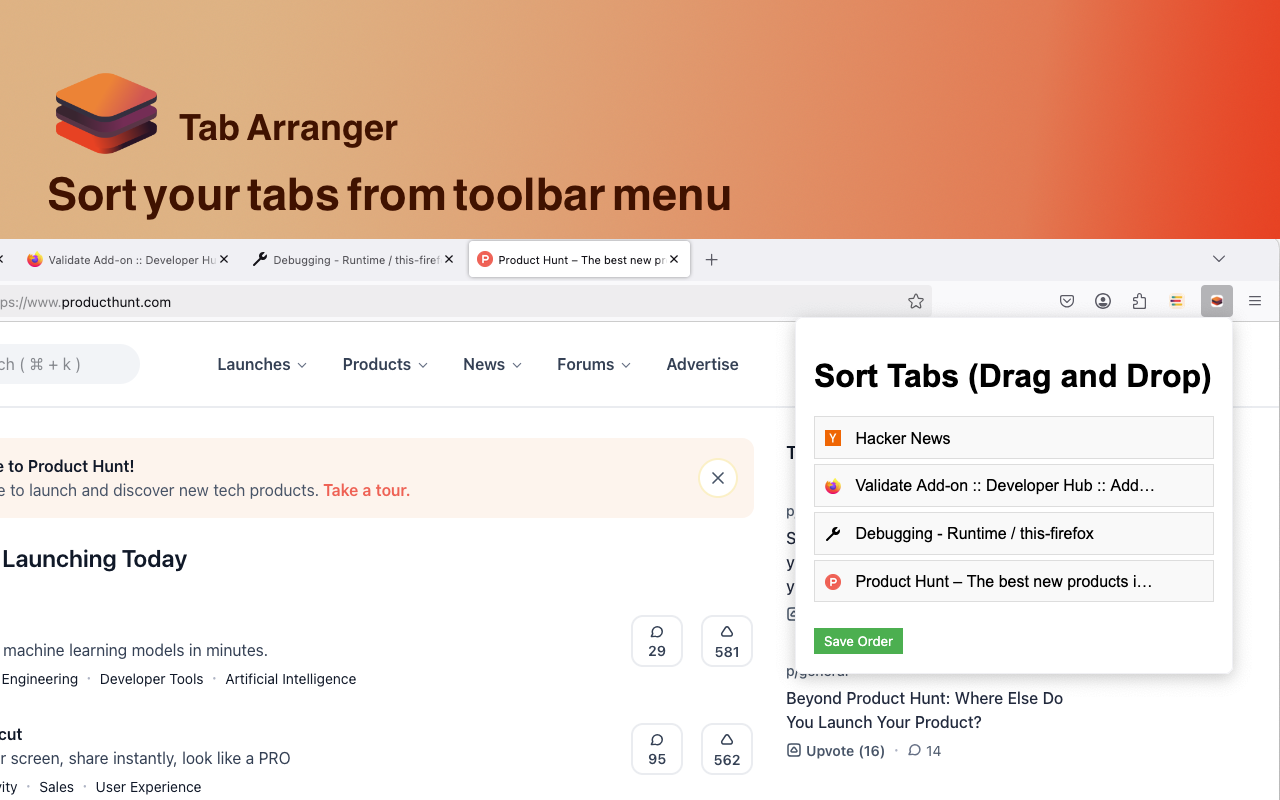 Tab Arranger
Sort your tabs from toolbar menu
Validate Add-on :: Developer Hu
Debugging - Runtime / this-firef
Product Hunt – The best new pr
ps://www.producthunt.com
ch ( ⌘ + k )
Launches
Products
News
Forums
Advertise
Sort Tabs (Drag and Drop)
Y Hacker News
Validate Add-on :: Developer Hub :: Add…
Debugging - Runtime / this-firefox
P Product Hunt – The best new products i…
Save Order
e to Product Hunt!
e to launch and discover new tech products. Take a tour.
Launching Today
machine learning models in minutes.
Engineering · Developer Tools · Artificial Intelligence
29
581
cut
r screen, share instantly, look like a PRO
ity · Sales · User Experience
95
562
T
p/
S
y
y
p/general
Beyond Product Hunt: Where Else Do
You Launch Your Product?
Upvote (16) · 14